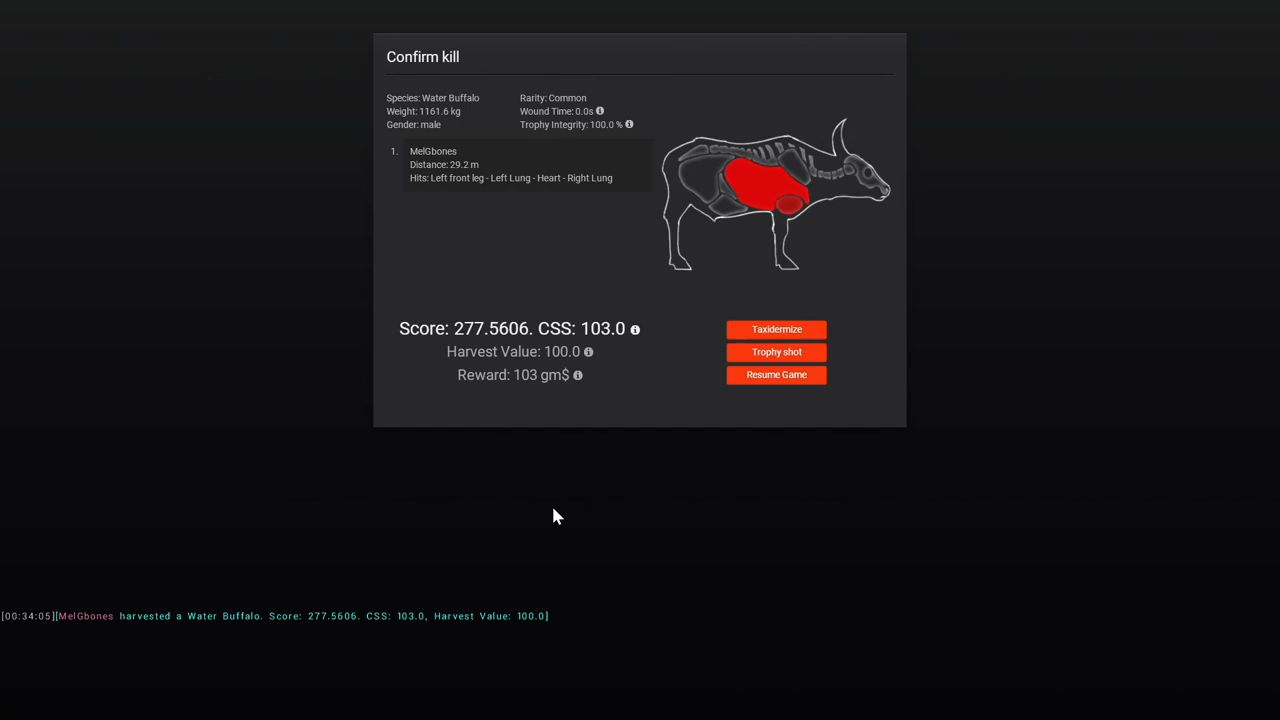 Confirm kill
Species: Water Buffalo
Weight: 1161.6 kg
Gender: male
Rarity: Common
Wound Time: 0.0s
Trophy Integrity: 100.0 %
1.
MelGbones
Distance: 29.2 m
Hits: Left front leg - Left Lung - Heart - Right Lung
Score: 277.5606. CSS: 103.0
Harvest Value: 100.0
Reward: 103 gm$
Taxidermize
Trophy shot
Resume Game
[00:34:05][MelGbones harvested a Water Buffalo. Score: 277.5606. CSS: 103.0, Harvest Value: 100.0]